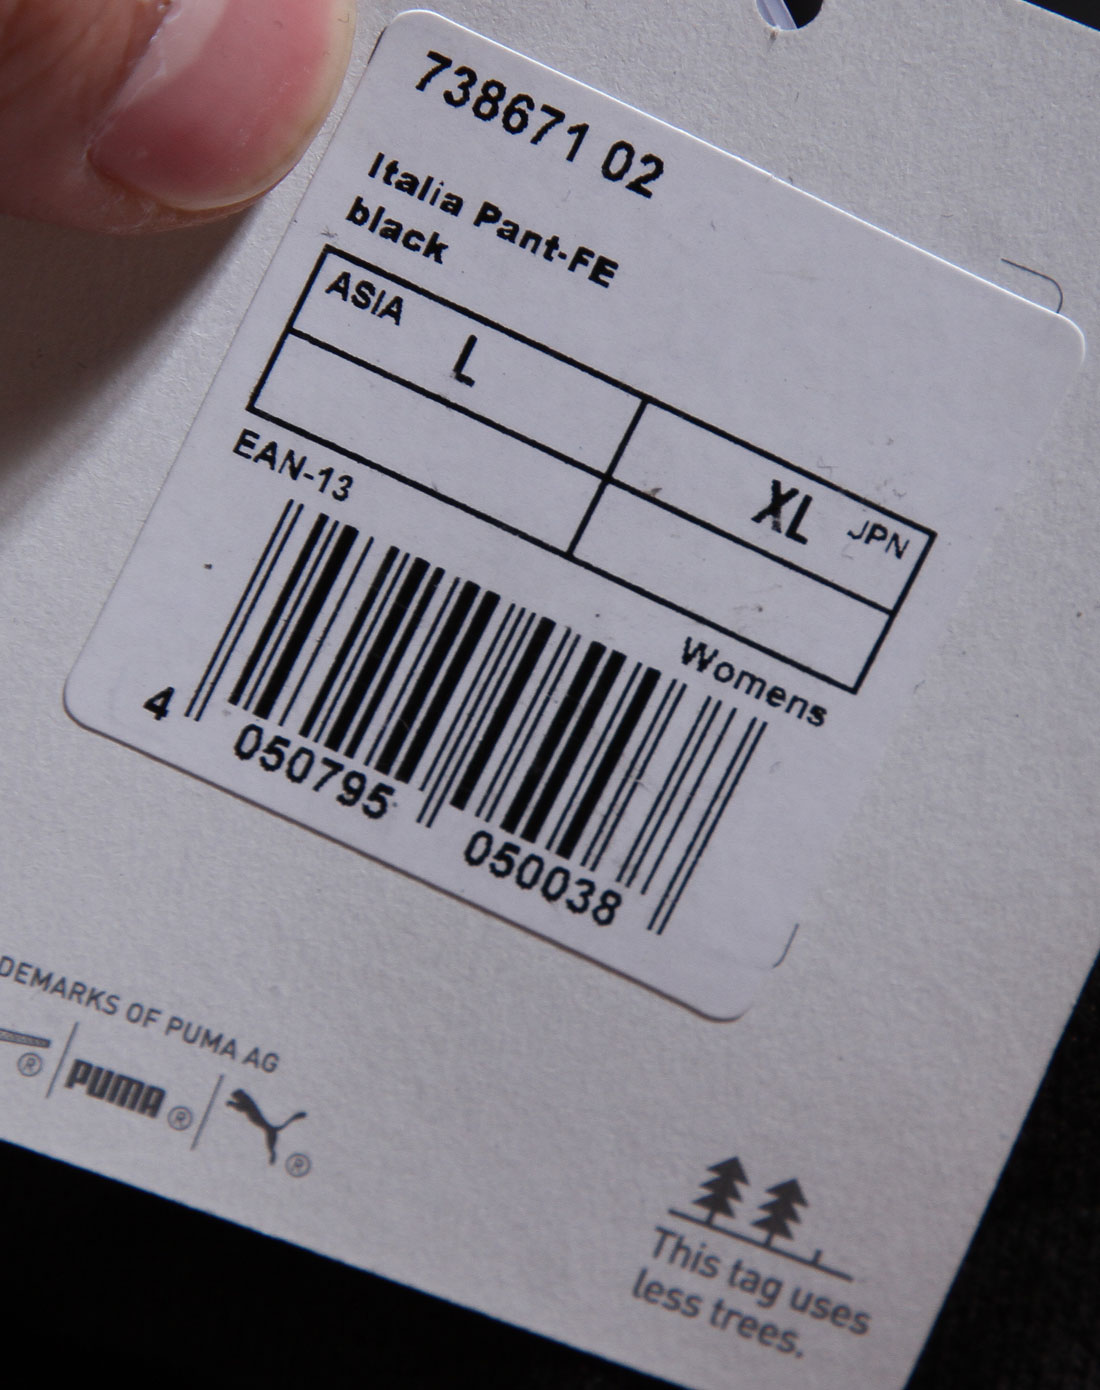 738671 02
Italia Pant-FE
black
ASIA L
XL JPN
EAN-13
Womens
4 050795 050038
DEMARKS OF PUMA AG
® PUMA ® ®
This tag uses
less trees.